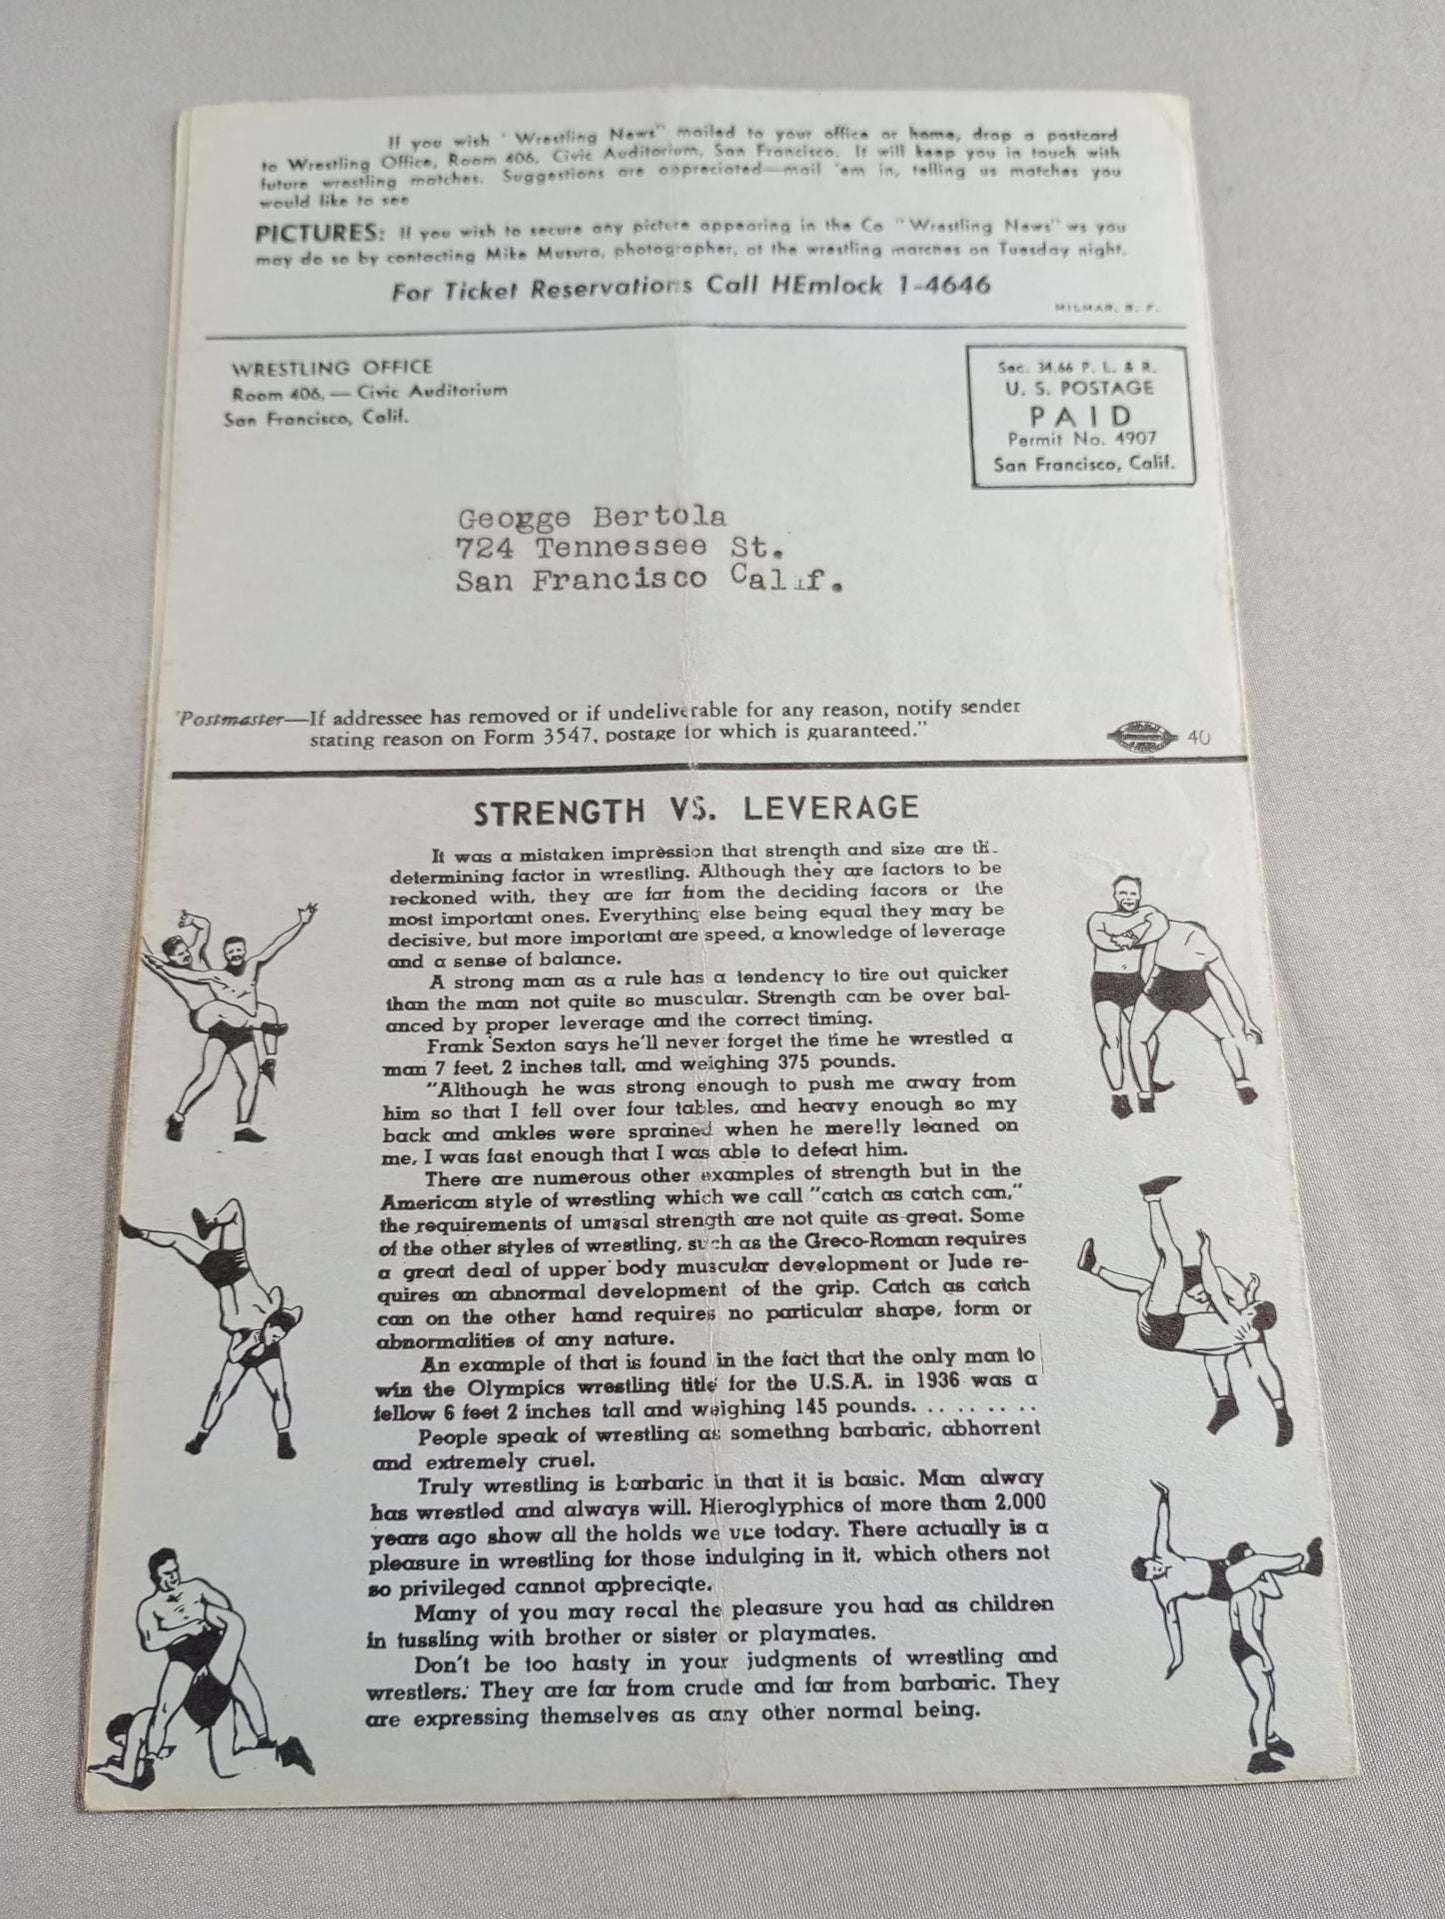 If you wish ' Wrestling News" mailed to your office or home, drop a postcard
to Wrestling Office, Room 406, Civic Auditorium, San Francisco. It will keep you in touch with
future wrestling matches. Suggestions are appreciated—mail 'em in, telling us matches you
would like to see
PICTURES: If you wish to secure any picture appearing in the Co "Wrestling News" ws you
may do so by contacting Mike Musura, photographer, at the wrestling marcnes on Tuesday night.
For Ticket Reservations Call HEmlock 1-4646
MILMAR, S. F.
WRESTLING OFFICE
Room 406, — Civic Auditorium
San Francisco, Calif.
Sec. 34.66 P. L. & R.
U. S. POSTAGE
PAID
Permit No. 4907
San Francisco, Calif.
Geogge Bertola
724 Tennessee St.
San Francisco Calif.
'Postmaster—If addressee has removed or if undeliverable for any reason, notify sender
stating reason on Form 3547, postage for which is guaranteed."
40
STRENGTH VS. LEVERAGE
It was a mistaken impression that strength and size are th-
determining factor in wrestling. Although they are factors to be
reckoned with, they are far from the deciding facors or the
most important ones. Everything else being equal they may be
decisive, but more important are speed, a knowledge of leverage
and a sense of balance.
A strong man as a rule has a tendency to tire out quicker
than the man not quite so muscular. Strength can be over bal-
anced by proper leverage and the correct timing.
Frank Sexton says he'll never forget the time he wrestled a
man 7 feet, 2 inches tall, and weighing 375 pounds.
"Although he was strong enough to push me away from
him so that I fell over four tables, and heavy enough so my
back and ankles were sprained when he mere!ly leaned on
me, I was fast enough that I was able to defeat him.
There are numerous other examples of strength but in the
American style of wrestling which we call "catch as catch can,"
the requirements of unusal strength are not quite as great. Some
of the other styles of wrestling, such as the Greco-Roman requires
a great deal of upper body muscular development or Jude re-
quires an abnormal development of the grip. Catch as catch
can on the other hand requires no particular shape, form or
abnormalities of any nature.
An example of that is found in the fact that the only man to
win the Olympics wrestling title for the U.S.A. in 1936 was a
fellow 6 feet 2 inches tall and weighing 145 pounds. . . . . . . . .
People speak of wrestling as somethng barbaric, abhorrent
and extremely cruel.
Truly wrestling is barbaric in that it is basic. Man alway
has wrestled and always will. Hieroglyphics of more than 2,000
years ago show all the holds we use today. There actually is a
pleasure in wrestling for those indulging in it, which others not
so privileged cannot appreciate.
Many of you may recal the pleasure you had as children
in tussling with brother or sister or playmates.
Don't be too hasty in your judgments of wrestling and
wrestlers. They are far from crude and far from barbaric. They
are expressing themselves as any other normal being.